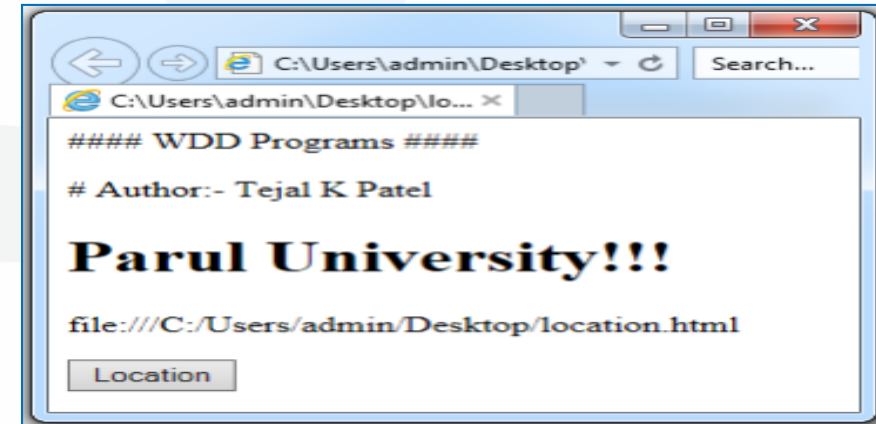 C:\Users\admin\Desktop\
Search...
C:\Users\admin\Desktop\lo...
#### WDD Programs ####
# Author:- Tejal K Patel
Parul University!!!
file:///C:/Users/admin/Desktop/location.html
Location